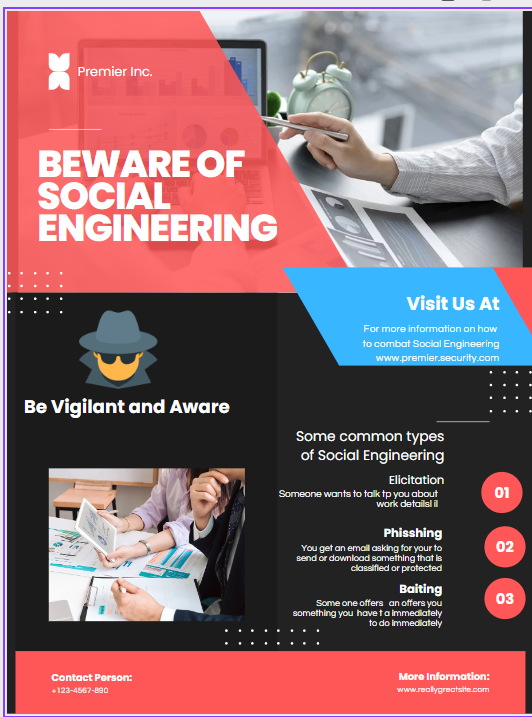 Premier Inc.
BEWARE OF
SOCIAL
ENGINEERING
Visit Us At
For more information on how
to combat Social Engineering
www.premier.security.com
Be Vigilant and Aware
Some common types
of Social Engineering
Elicitation
Someone wants to talk tp you about
work detailsl il
01
Phisshing
You get an email asking for your to
send or download something that is
classified or protected
02
Baiting
Some one offers an offers you
something you have t a immediately
to do immediately
03
Contact Person:
+123-4567-890
More Information:
www.reallygreatsite.com